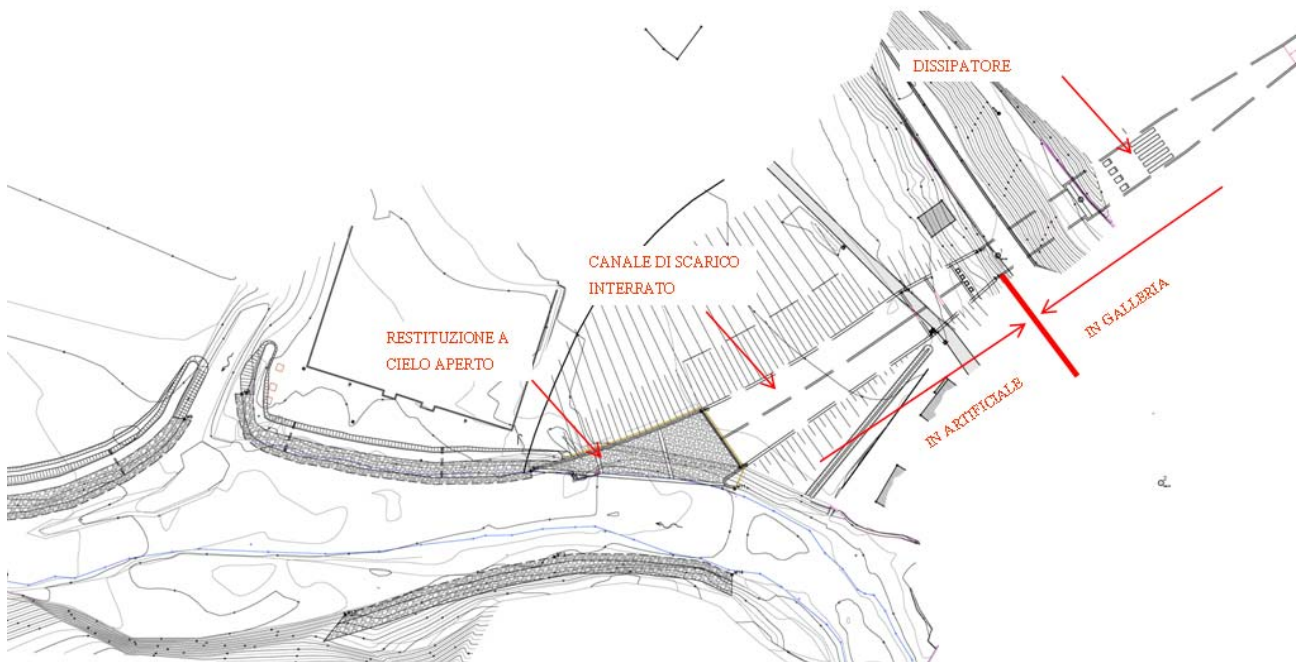 DISSIPATORE
CANALE DI SCARICO
INTERRATO
RESTITUZIONE A
CIELO APERTO
IN GALLERIA
IN ARTIFICIALE